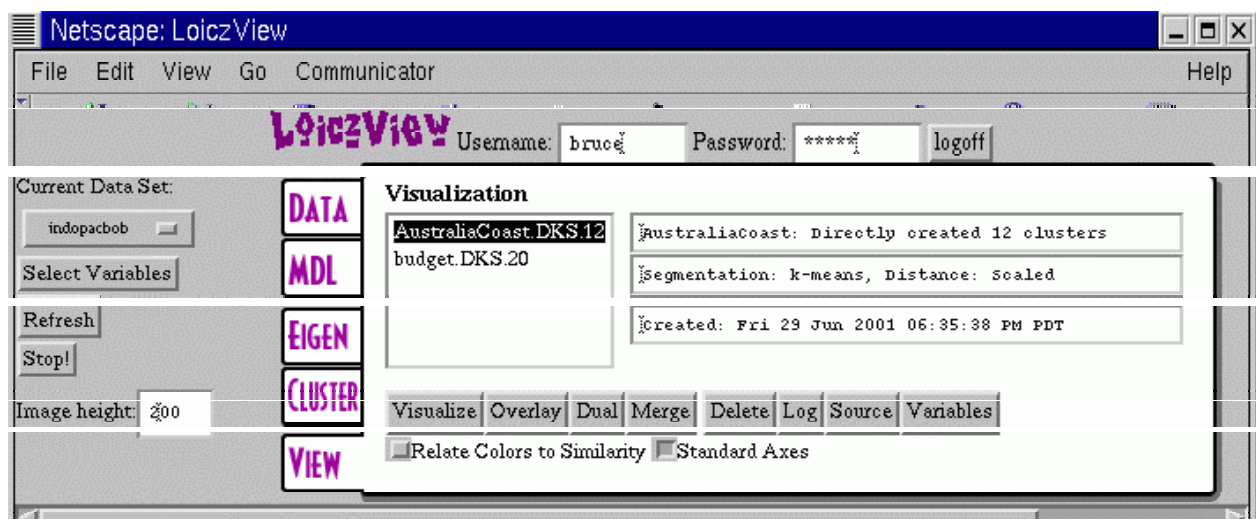 Netscape: LoiczView
File Edit View Go Communicator Help
LOiczView Username: bruce Password: ***** logoff
Current Data Set:
indopacbob
Select Variables
Refresh
Stop!
Image height: 200
DATA
MDL
EIGEN
CLUSTER
VIEW
Visualization
AustraliaCoast.DKS.12
budget.DKS.20
AustraliaCoast: Directly created 12 clusters
Segmentation: k-means, Distance: Scaled
Created: Fri 29 Jun 2001 06:35:38 PM PDT
Visualize Overlay Dual Merge Delete Log Source Variables
Relate Colors to Similarity Standard Axes